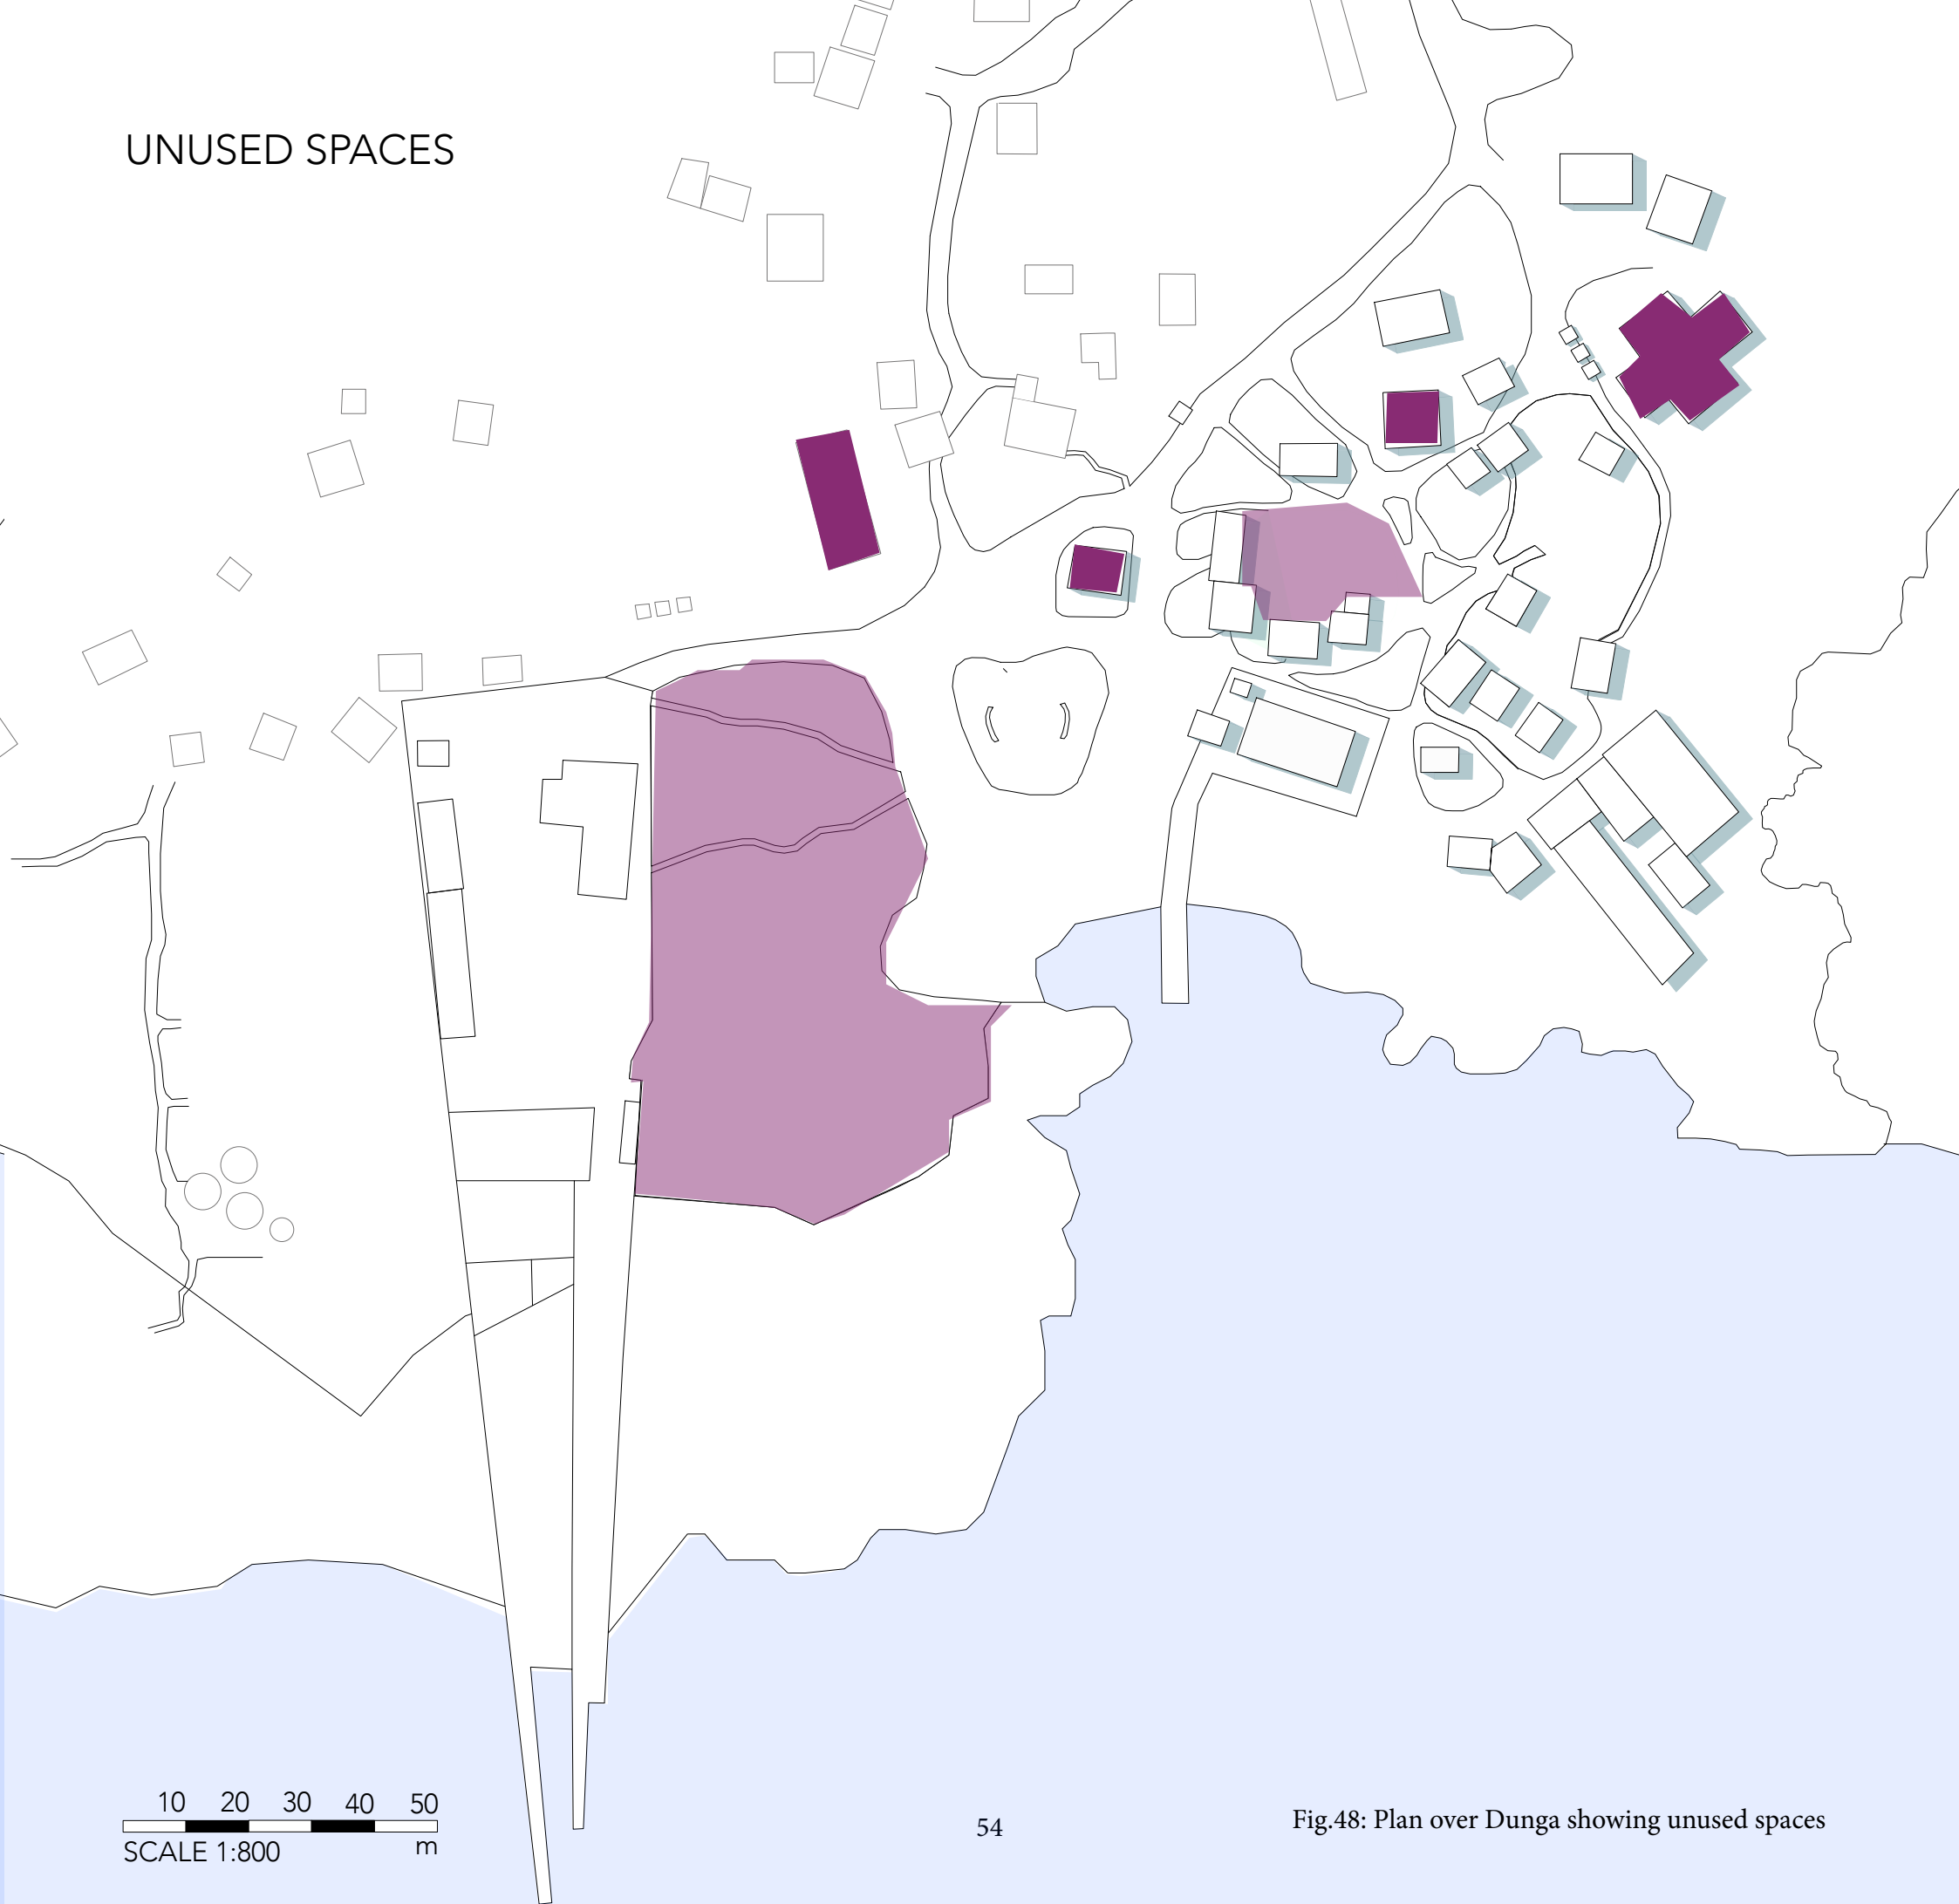 UNUSED SPACES
10 20 30 40 50
SCALE 1:800 m
54
Fig.48: Plan over Dunga showing unused spaces